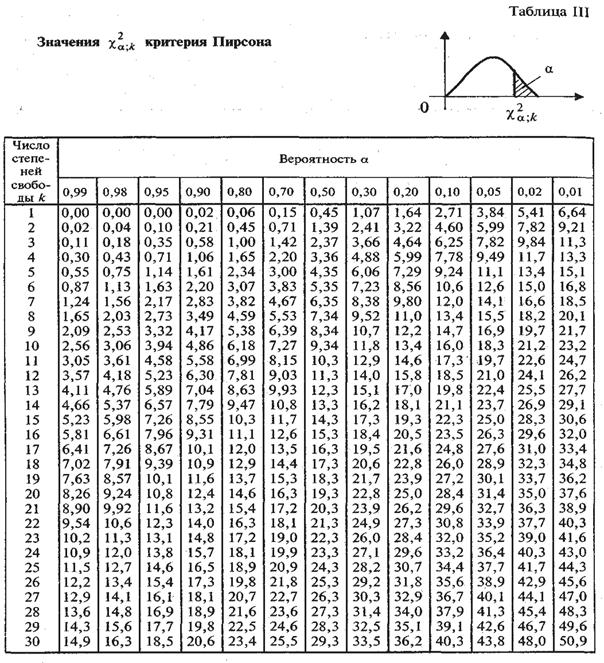 Таблица III
Значения χ²α;k критерия Пирсона
α
0
χ²α;k
Число степе-ней свобо-ды k
Вероятность α
0,99 0,98 0,95 0,90 0,80 0,70 0,50 0,30 0,20 0,10 0,05 0,02 0,01
1 0,00 0,00 0,00 0,02 0,06 0,15 0,45 1,07 1,64 2,71 3,84 5,41 6,64
2 0,02 0,04 0,10 0,21 0,45 0,71 1,39 2,41 3,22 4,60 5,99 7,82 9,21
3 0,11 0,18 0,35 0,58 1,00 1,42 2,37 3,66 4,64 6,25 7,82 9,84 11,3
4 0,30 0,43 0,71 1,06 1,65 2,20 3,36 4,88 5,99 7,78 9,49 11,7 13,3
5 0,55 0,75 1,14 1,61 2,34 3,00 4,35 6,06 7,29 9,24 11,1 13,4 15,1
6 0,87 1,13 1,63 2,20 3,07 3,83 5,35 7,23 8,56 10,6 12,6 15,0 16,8
7 1,24 1,56 2,17 2,83 3,82 4,67 6,35 8,38 9,80 12,0 14,1 16,6 18,5
8 1,65 2,03 2,73 3,49 4,59 5,53 7,34 9,52 11,0 13,4 15,5 18,2 20,1
9 2,09 2,53 3,32 4,17 5,38 6,39 8,34 10,7 12,2 14,7 16,9 19,7 21,7
10 2,56 3,06 3,94 4,86 6,18 7,27 9,34 11,8 13,4 16,0 18,3 21,2 23,2
11 3,05 3,61 4,58 5,58 6,99 8,15 10,3 12,9 14,6 17,3 19,7 22,6 24,7
12 3,57 4,18 5,23 6,30 7,81 9,03 11,3 14,0 15,8 18,5 21,0 24,1 26,2
13 4,11 4,76 5,89 7,04 8,63 9,93 12,3 15,1 17,0 19,8 22,4 25,5 27,7
14 4,66 5,37 6,57 7,79 9,47 10,8 13,3 16,2 18,1 21,1 23,7 26,9 29,1
15 5,23 5,98 7,26 8,55 10,3 11,7 14,3 17,3 19,3 22,3 25,0 28,3 30,6
16 5,81 6,61 7,96 9,31 11,1 12,6 15,3 18,4 20,5 23,5 26,3 29,6 32,0
17 6,41 7,26 8,67 10,1 12,0 13,5 16,3 19,5 21,6 24,8 27,6 31,0 33,4
18 7,02 7,91 9,39 10,9 12,9 14,4 17,3 20,6 22,8 26,0 28,9 32,3 34,8
19 7,63 8,57 10,1 11,6 13,7 15,3 18,3 21,7 23,9 27,2 30,1 33,7 36,2
20 8,26 9,24 10,8 12,4 14,6 16,3 19,3 22,8 25,0 28,4 31,4 35,0 37,6
21 8,90 9,92 11,6 13,2 15,4 17,2 20,3 23,9 26,2 29,6 32,7 36,3 38,9
22 9,54 10,6 12,3 14,0 16,3 18,1 21,3 24,9 27,3 30,8 33,9 37,7 40,3
23 10,2 11,3 13,1 14,8 17,2 19,0 22,3 26,0 28,4 32,0 35,2 39,0 41,6
24 10,9 12,0 13,8 15,7 18,1 19,9 23,3 27,1 29,6 33,2 36,4 40,3 43,0
25 11,5 12,7 14,6 16,5 18,9 20,9 24,3 28,2 30,7 34,4 37,7 41,7 44,3
26 12,2 13,4 15,4 17,3 19,8 21,8 25,3 29,2 31,8 35,6 38,9 42,9 45,6
27 12,9 14,1 16,1 18,1 20,7 22,7 26,3 30,3 32,9 36,7 40,1 44,1 47,0
28 13,6 14,8 16,9 18,9 21,6 23,6 27,3 31,4 34,0 37,9 41,3 45,4 48,3
29 14,3 15,6 17,7 19,8 22,5 24,6 28,3 32,5 35,1 39,1 42,6 46,7 49,6
30 14,9 16,3 18,5 20,6 23,4 25,5 29,3 33,5 36,2 40,3 43,8 48,0 50,9